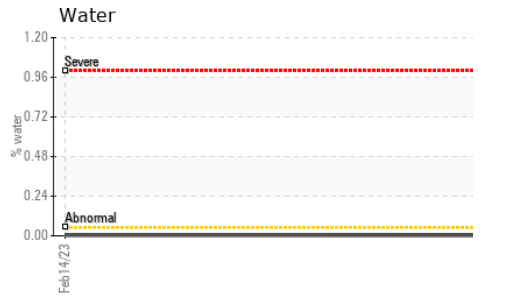 Water
1.20
Severe
0.96
0.72
% water
0.48
0.24
Abnormal
0.00
Feb14/23